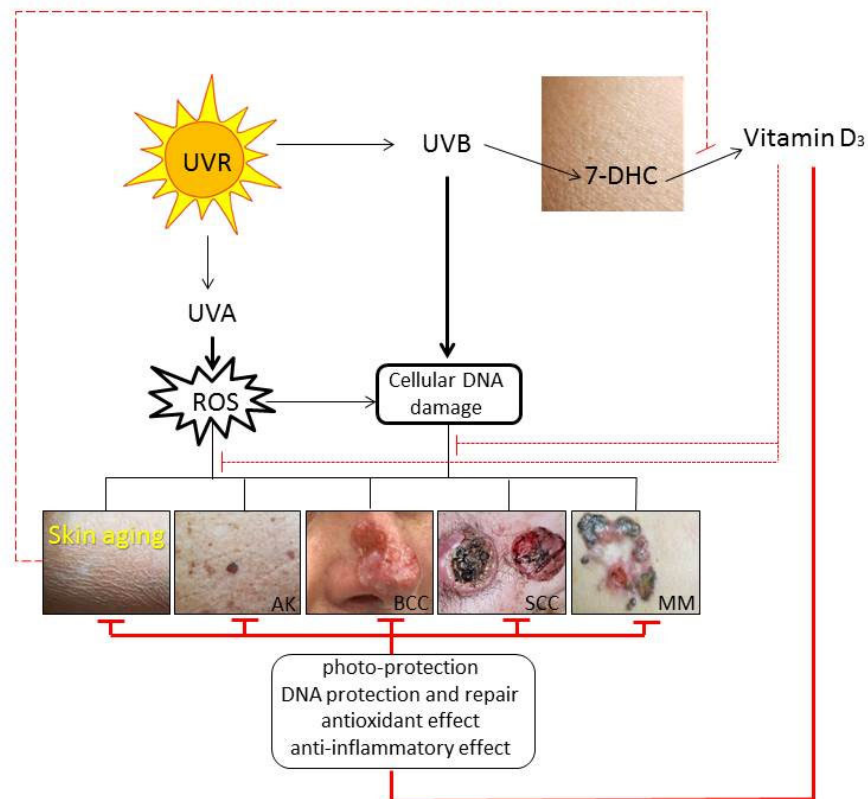 UVR
UVB
7-DHC
Vitamin D₃
UVA
ROS
Cellular DNA
damage
Skin aging
AK
BCC
SCC
MM
photo-protection
DNA protection and repair
antioxidant effect
anti-inflammatory effect